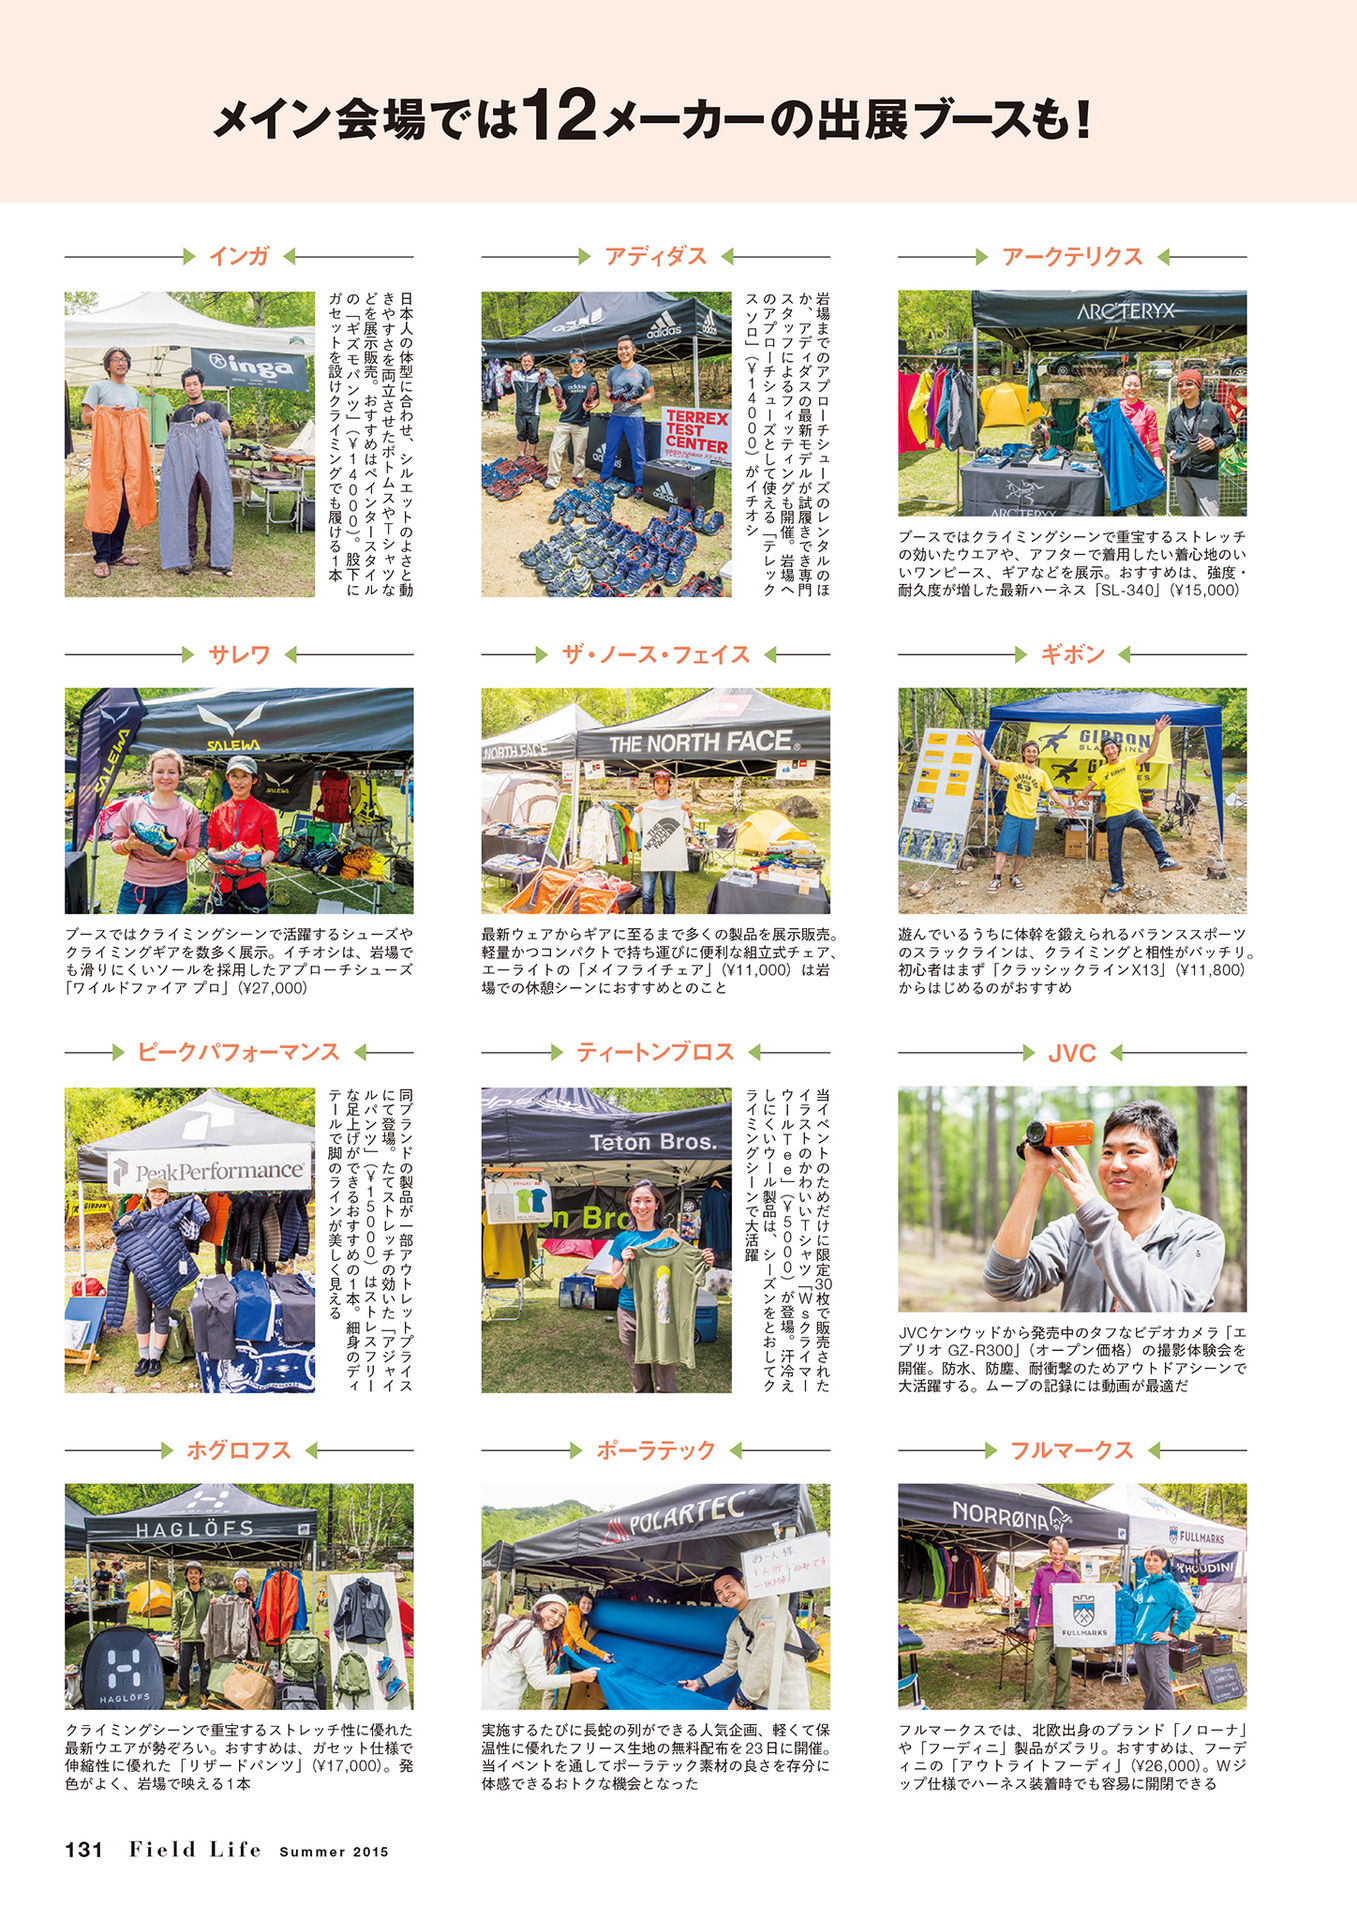 メイン会場では12メーカーの出展ブースも!
インガ
inga
日本人の体型に合わせ、シルエットのよさと動
きやすさを両立させたボトムスやTシャツな
どを展示販売。おすすめはペインタースタイル
の「ギズモパンツ」(¥14000)。股下に
ガセットを設けクライミングでも履ける1本
アディダス
adidas
adidas
adidas
TERREX
TEST
CENTER
adidas
adidas
岩場までのアプローチシューズのレンタルのほ
か、アディダスの最新モデルが試履きでき専門
スタッフによるフィッティングも開催。岩場へ
のアプローチシューズとして使える「テレック
ス ソロ」(¥14000)がイチオシ
アークテリクス
ARC'TERYX
ARC'TERYX
ブースではクライミングシーンで重宝するストレッチ
の効いたウエアや、アフターで着用したい着心地のい
いワンピース、ギアなどを展示。おすすめは、強度・
耐久度が増した最新ハーネス「SL-340」(¥15,000)
サレワ
SALEWA
SALEWA
SALEWA
ブースではクライミングシーンで活躍するシューズや
クライミングギアを数多く展示。イチオシは、岩場で
も滑りにくいソールを採用したアプローチシューズ
「ワイルドファイア プロ」(¥27,000)
ザ・ノース・フェイス
NORTH FACE
THE NORTH FACE
THE
NORTH
FACE
最新ウェアからギアに至るまで多くの製品を展示販売。
軽量かつコンパクトで持ち運びに便利な組立式チェア、
エーライトの「メイフライチェア」(¥11,000)は岩
場での休憩シーンにおすすめとのこと
ギボン
GIBBON
SLACKLINES
遊んでいるうちに体幹を鍛えられるバランススポーツ
のスラックラインは、クライミングと相性がバッチリ。
初心者はまず「クラッシックラインX13」(¥11,800)
からはじめるのがおすすめ
ピークパフォーマンス
PeakPerformance
GIBBON
同ブランドの製品が一部アウトレットプライス
にて登場。たてストレッチの効いた「アジャイ
ルパンツ」(¥15000)はストレスフリー
な足上げができるおすすめの1本。細身のディ
テールで脚のラインが美しく見える
ティートンブロス
Teton Bros.
n Bro
当イベントのためだけに限定30枚で販売された
イラストのかわいいTシャツ「Wsクライマー
ウールTee」(¥5000)が登場。汗冷え
しにくいウール製品は、シーズンをとおしてク
ライミングシーンで大活躍
JVC
JVCケンウッドから発売中のタフなビデオカメラ「エ
ブリオ GZ-R300」(オープン価格)の撮影体験会を
開催。防水、防塵、耐衝撃のためアウトドアシーンで
大活躍する。ムーブの記録には動画が最適だ
ホグロフス
HAGLÖFS
HAGLÖFS
クライミングシーンで重宝するストレッチ性に優れた
最新ウエアが勢ぞろい。おすすめは、ガセット仕様で
伸縮性に優れた「リザードパンツ」(¥17,000)。発
色がよく、岩場で映える1本
ポーラテック
POLARTEC
お一人様
1人分
一回分のみです
実施するたびに長蛇の列ができる人気企画、軽くて保
温性に優れたフリース生地の無料配布を23日に開催。
当イベントを通してポーラテック素材の良さを存分に
体感できるおトクな機会となった
フルマークス
NORRØNA
FULLMARKS
HOUDINI
FULLMARKS
フルマークスでは、北欧出身のブランド「ノローナ」
や「フーディニ」製品がズラリ。おすすめは、フーデ
ィニの「アウトライトフーディ」(¥26,000)。Wジ
ップ仕様でハーネス装着時でも容易に開閉できる
131 Field Life Summer 2015